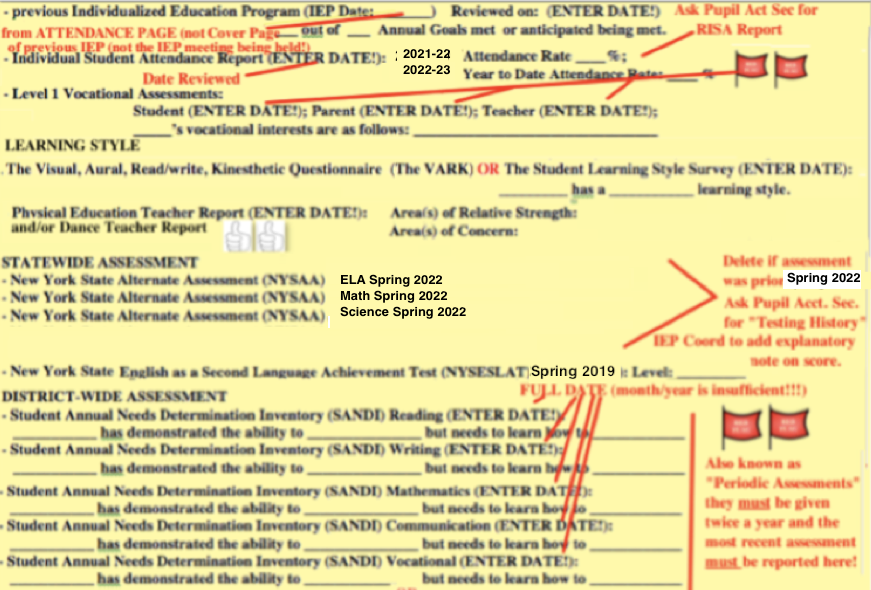 - previous Individualized Education Program (IEP Date: ________) Reviewed on: (ENTER DATE!) Ask Pupil Act Sec for
from ATTENDANCE PAGE (not Cover Page ___ out of ___ Annual Goals met or anticipated being met. RISA Report
of previous IEP (not the IEP meeting being held!)
- Individual Student Attendance Report (ENTER DATE!): 2021-22 Attendance Rate ____ %;
Date Reviewed 2022-23 Year to Date Attendance Rate: ____ %
- Level 1 Vocational Assessments:
Student (ENTER DATE!); Parent (ENTER DATE!); Teacher (ENTER DATE!);
_____'s vocational interests are as follows: ______________________________
LEARNING STYLE
. The Visual, Aural, Read/write, Kinesthetic Questionnaire (The VARK) OR The Student Learning Style Survey (ENTER DATE):
_________ has a ___________ learning style.
Physical Education Teacher Report (ENTER DATE!): Area(s) of Relative Strength:
and/or Dance Teacher Report Area(s) of Concern:
STATEWIDE ASSESSMENT Delete if assessment
- New York State Alternate Assessment (NYSAA) ELA Spring 2022 was prior Spring 2022
- New York State Alternate Assessment (NYSAA) Math Spring 2022 Ask Pupil Acct. Sec.
- New York State Alternate Assessment (NYSAA) Science Spring 2022 for "Testing History"
IEP Coord to add explanatory
note on score.
- New York State English as a Second Language Achievement Test (NYSESLAT) Spring 2019 : Level: _________
DISTRICT-WIDE ASSESSMENT FULL DATE (month/year is insufficient!!!)
- Student Annual Needs Determination Inventory (SANDI) Reading (ENTER DATE!):
__________ has demonstrated the ability to ______________ but needs to learn how to ____________
- Student Annual Needs Determination Inventory (SANDI) Writing (ENTER DATE!):
__________ has demonstrated the ability to ______________ but needs to learn how to ____________
- Student Annual Needs Determination Inventory (SANDI) Mathematics (ENTER DATE!):
__________ has demonstrated the ability to ______________ but needs to learn how to ____________
- Student Annual Needs Determination Inventory (SANDI) Communication (ENTER DATE!):
__________ has demonstrated the ability to ______________ but needs to learn how to ____________
- Student Annual Needs Determination Inventory (SANDI) Vocational (ENTER DATE!):
__________ has demonstrated the ability to ______________ but needs to learn how to ____________
Also known as
"Periodic Assessments"
they must be given
twice a year and the
most recent assessment
must be reported here!